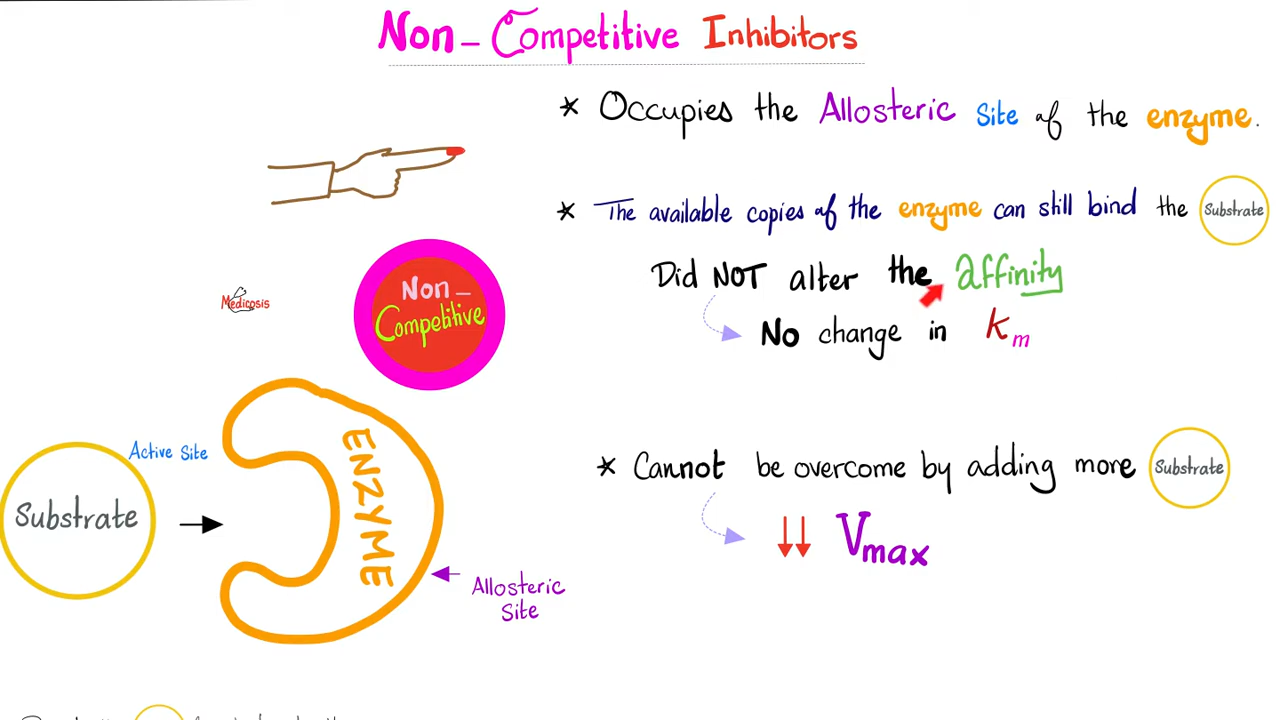 Non-Competitive Inhibitors
* Occupies the Allosteric Site of the enzyme.
* The available copies of the enzyme can still bind the Substrate
Did NOT alter the affinity
No change in Km
Medicosis
Non-
Competitive
* Cannot be overcome by adding more Substrate
↓↓ Vmax
Active Site
Substrate
ENZYME
Allosteric
Site